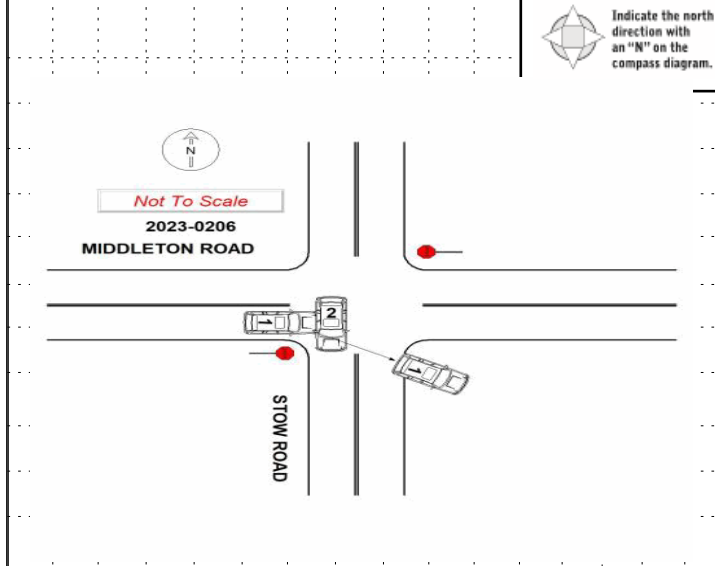 Indicate the north
direction with
an “N” on the
compass diagram.
N
Not To Scale
2023-0206
MIDDLETON ROAD
1
2
1
STOW ROAD